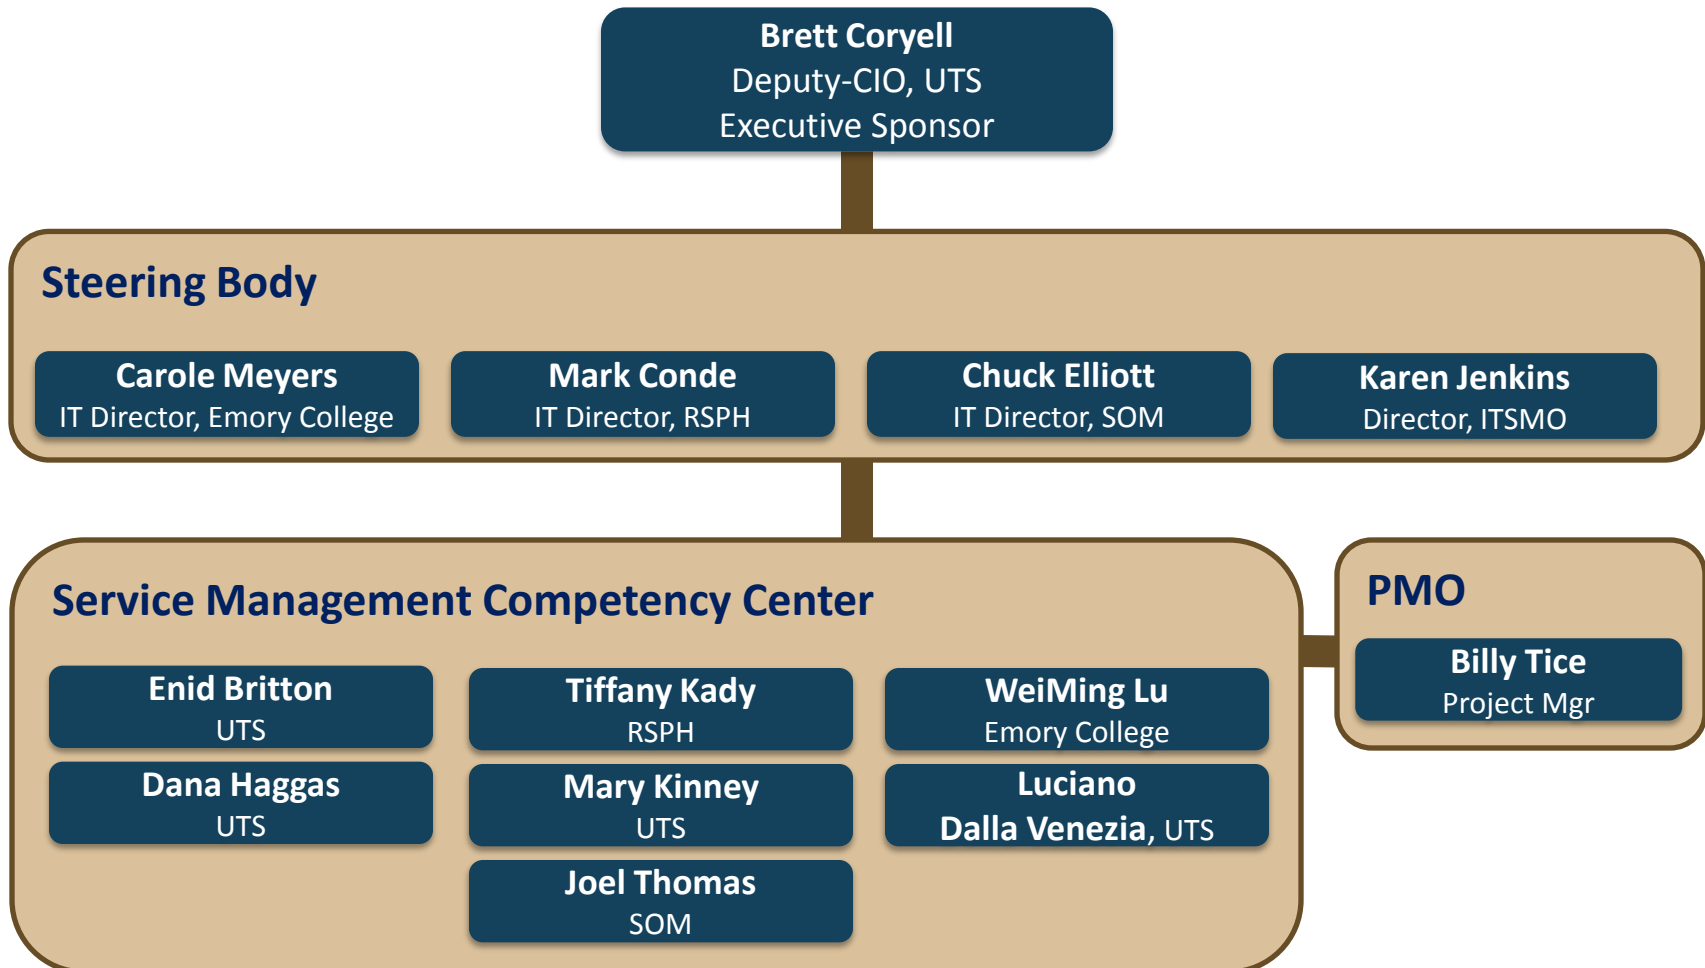 Brett Coryell
Deputy-CIO, UTS
Executive Sponsor
Steering Body
Carole Meyers
IT Director, Emory College
Mark Conde
IT Director, RSPH
Chuck Elliott
IT Director, SOM
Karen Jenkins
Director, ITSMO
Service Management Competency Center
Enid Britton
UTS
Dana Haggas
UTS
Tiffany Kady
RSPH
Mary Kinney
UTS
Joel Thomas
SOM
WeiMing Lu
Emory College
Luciano
Dalla Venezia, UTS
PMO
Billy Tice
Project Mgr